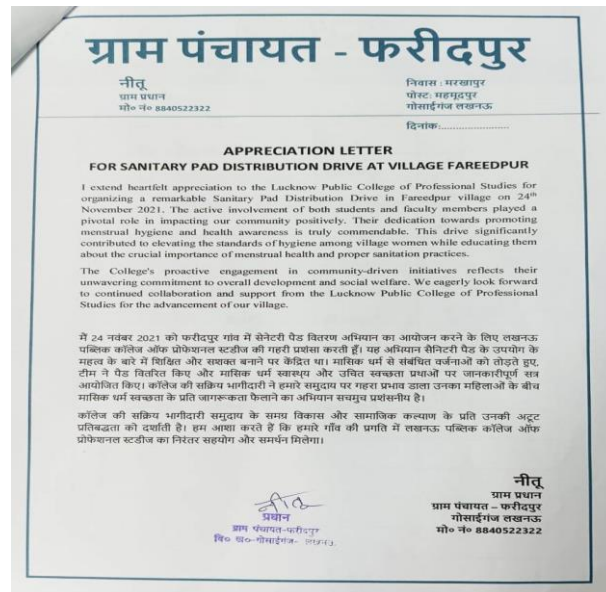 ग्राम पंचायत - फरीदपुर
नीतू
ग्राम प्रधान
मो० नं० 8840522322
निवास : मरखापुर
पोस्ट: महमूदपुर
गोसाईगंज लखनऊ
दिनांक:........................
APPRECIATION LETTER
FOR SANITARY PAD DISTRIBUTION DRIVE AT VILLAGE FAREEDPUR
I extend heartfelt appreciation to the Lucknow Public College of Professional Studies for
organizing a remarkable Sanitary Pad Distribution Drive in Fareedpur village on 24th
November 2021. The active involvement of both students and faculty members played a
pivotal role in impacting our community positively. Their dedication towards promoting
menstrual hygiene and health awareness is truly commendable. This drive significantly
contributed to elevating the standards of hygiene among village women while educating them
about the crucial importance of menstrual health and proper sanitation practices.
The College's proactive engagement in community-driven initiatives reflects their
unwavering commitment to overall development and social welfare. We eagerly look forward
to continued collaboration and support from the Lucknow Public College of Professional
Studies for the advancement of our village.
मैं 24 नवंबर 2021 को फरीदपुर गांव में सेनेटरी पैड वितरण अभियान का आयोजन करने के लिए लखनऊ
पब्लिक कॉलेज ऑफ प्रोफेशनल स्टडीज की गहरी प्रशंसा करती हूँ। यह अभियान सैनिटरी पैड के उपयोग के
महत्व के बारे में शिक्षित और सशक्त बनाने पर केंद्रित था। मासिक धर्म से संबंधित वर्जनाओं को तोड़ते हुए,
टीम ने पैड वितरित किए और मासिक धर्म स्वास्थ्य और उचित स्वच्छता प्रथाओं पर जानकारीपूर्ण सत्र
आयोजित किए। कॉलेज की सक्रिय भागीदारी ने हमारे समुदाय पर गहरा प्रभाव डाला उनका महिलाओं के बीच
मासिक धर्म स्वच्छता के प्रति जागरूकता फैलाने का अभियान सचमुच प्रशंसनीय है।
कॉलेज की सक्रिय भागीदारी समुदाय के समग्र विकास और सामाजिक कल्याण के प्रति उनकी अटूट
प्रतिबद्धता को दर्शाती है। हम आशा करते हैं कि हमारे गाँव की प्रगति में लखनऊ पब्लिक कॉलेज ऑफ
प्रोफेशनल स्टडीज का निरंतर सहयोग और समर्थन मिलेगा।
नीतू
ग्राम प्रधान
ग्राम पंचायत – फरीदपुर
गोसाईगंज लखनऊ
मो० नं० 8840522322
नीतू
प्रधान
ग्राम पंचायत-फरीदपुर
वि० ख०-गोसाईगंज- लखनऊ